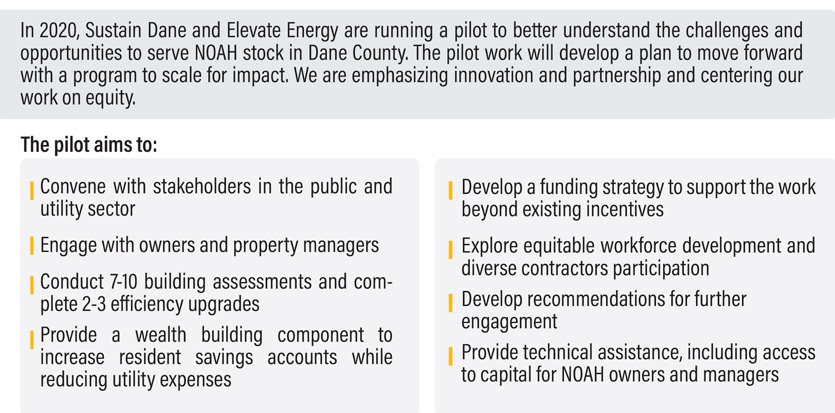 In 2020, Sustain Dane and Elevate Energy are running a pilot to better understand the challenges and
opportunities to serve NOAH stock in Dane County. The pilot work will develop a plan to move forward
with a program to scale for impact. We are emphasizing innovation and partnership and centering our
work on equity.
The pilot aims to:
Convene with stakeholders in the public and
utility sector
Engage with owners and property managers
Conduct 7-10 building assessments and com-
plete 2-3 efficiency upgrades
Provide a wealth building component to
increase resident savings accounts while
reducing utility expenses
Develop a funding strategy to support the work
beyond existing incentives
Explore equitable workforce development and
diverse contractors participation
Develop recommendations for further
engagement
Provide technical assistance, including access
to capital for NOAH owners and managers